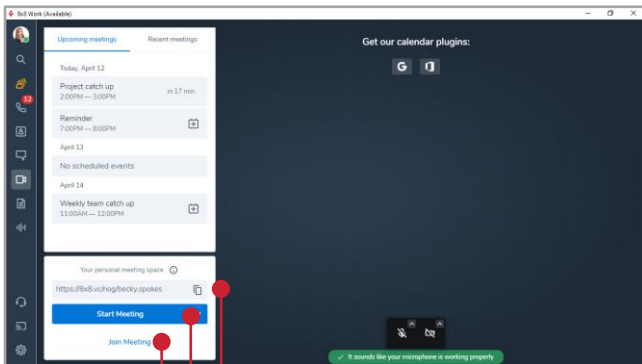 8x8 Work (Available)
Upcoming meetings
Recent meetings
Get our calendar plugins:
Today, April 12
Project catch up
2:00PM — 3:00PM
in 17 min
Reminder
7:00PM — 8:00PM
12
April 13
No scheduled events
April 14
Weekly team catch up
11:00AM — 12:00PM
Your personal meeting space
https://8x8.vc/nog/becky.spokes
Start Meeting
Join Meeting
It sounds like your microphone is working properly